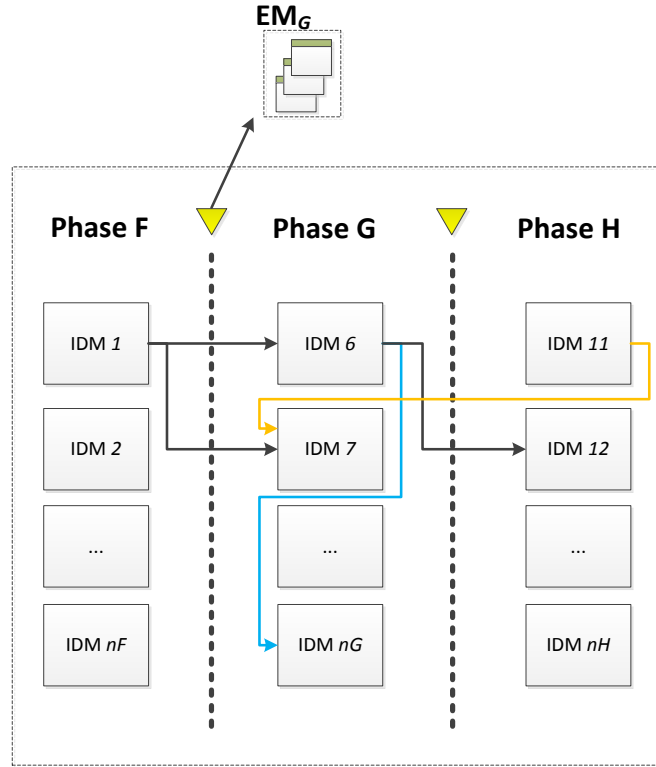 EM_G
Phase F
Phase G
Phase H
IDM 1
IDM 6
IDM 11
IDM 2
IDM 7
IDM 12
...
...
...
IDM nF
IDM nG
IDM nH